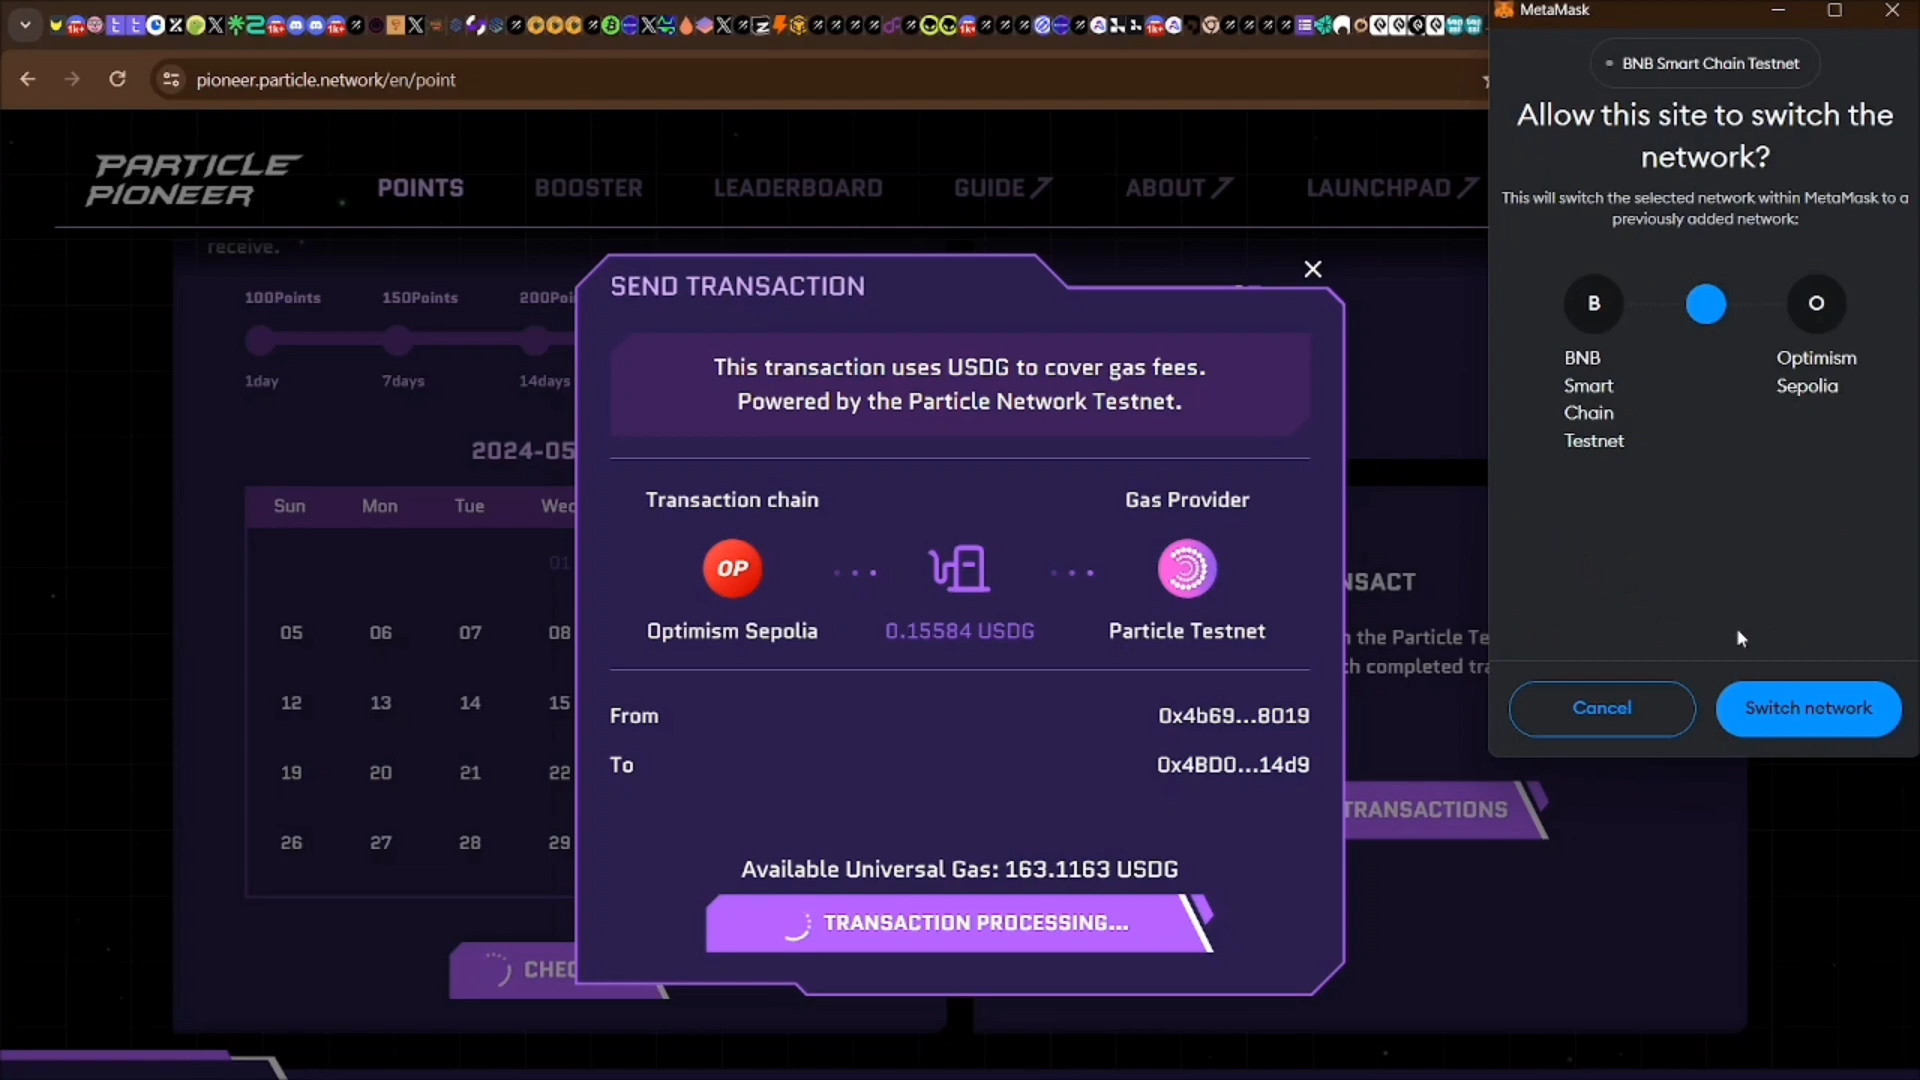 MetaMask
pioneer.particle.network/en/point
BNB Smart Chain Testnet
Allow this site to switch the
network?
This will switch the selected network within MetaMask to a
previously added network:
B
O
BNB
Smart
Chain
Testnet
Optimism
Sepolia
Cancel
Switch network
PARTICLE
PIONEER
POINTS
BOOSTER
LEADERBOARD
GUIDE
ABOUT
LAUNCHPAD
receive.
100Points
150Points
1day
7days
14days
2024-05
Sun
Mon
Tue
01
05
06
07
08
12
13
14
15
19
20
21
22
26
27
28
29
SEND TRANSACTION
This transaction uses USDG to cover gas fees.
Powered by the Particle Network Testnet.
Transaction chain
Gas Provider
OP
Optimism Sepolia
0.15584 USDG
Particle Testnet
From
0x4b69...8019
To
0x4BD0...14d9
Available Universal Gas: 163.1163 USDG
TRANSACTION PROCESSING...
the Particle
completed
TRANSACTIONS